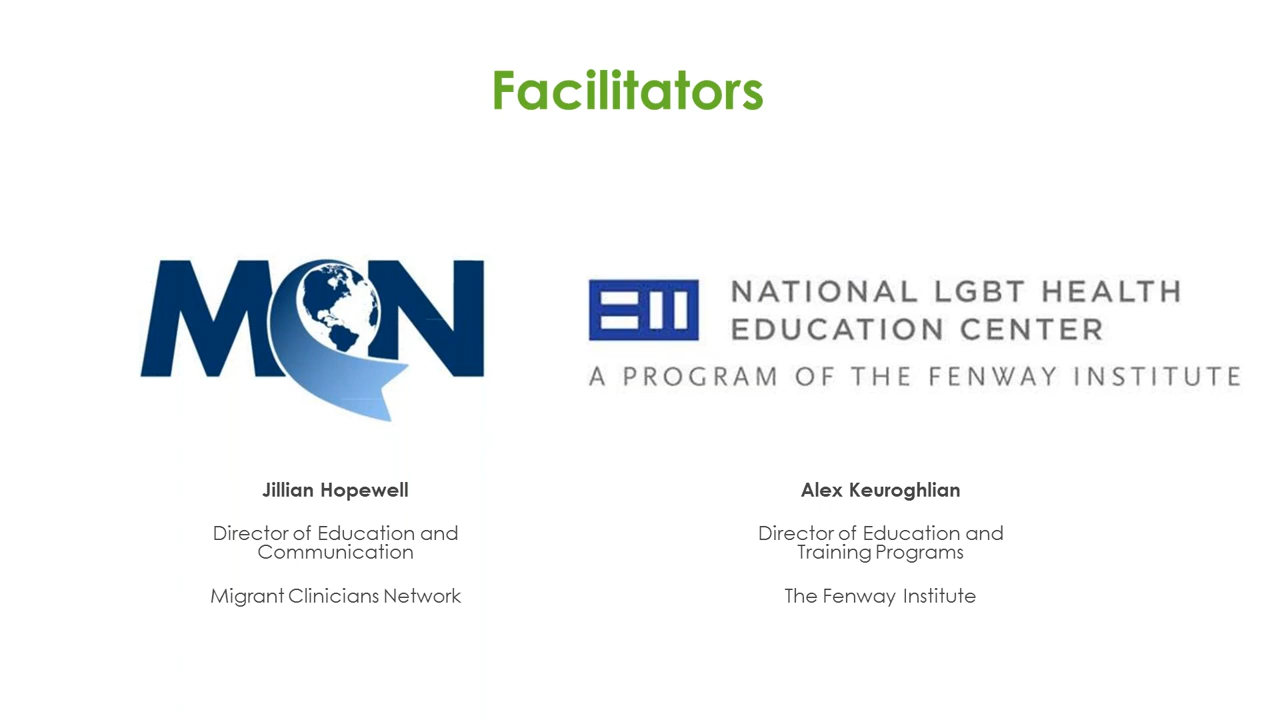 Facilitators
MCN
NATIONAL LGBT HEALTH
EDUCATION CENTER
A PROGRAM OF THE FENWAY INSTITUTE
Jillian Hopewell
Director of Education and
Communication
Migrant Clinicians Network
Alex Keuroghlian
Director of Education and
Training Programs
The Fenway Institute